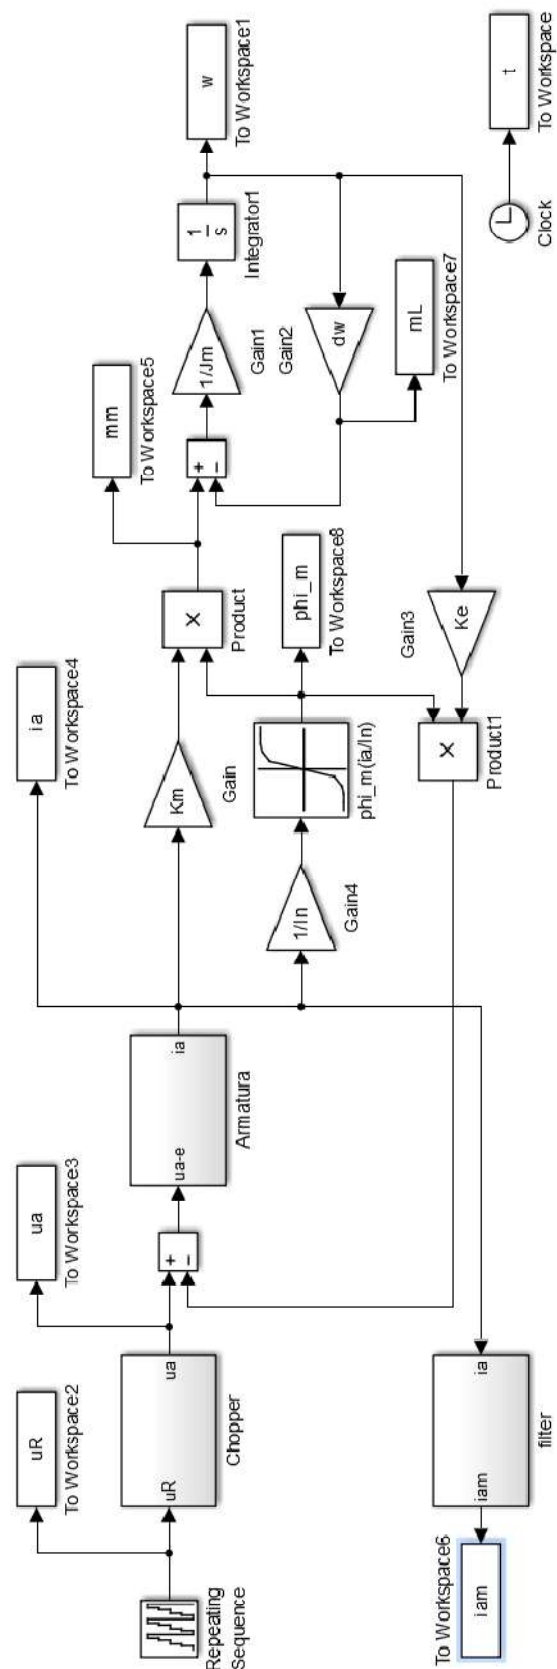 uR
To Workspace2
ua
To Workspace3
ia
To Workspace4
mm
To Workspace5
w
To Workspace1
Repeating
Sequence
uR
ua
Chopper
+
−
ua-e
ia
Armatura
Km
Gain
×
Product
+
−
1/Jm
Gain1
1
s
Integrator1
1/In
Gain4
phi_m(ia/In)
phi_m
To Workspace8
Gain2
dw
mL
To Workspace7
×
Product1
Gain3
Ke
To Workspace6
iam
iam
ia
filter
Clock
t
To Workspace